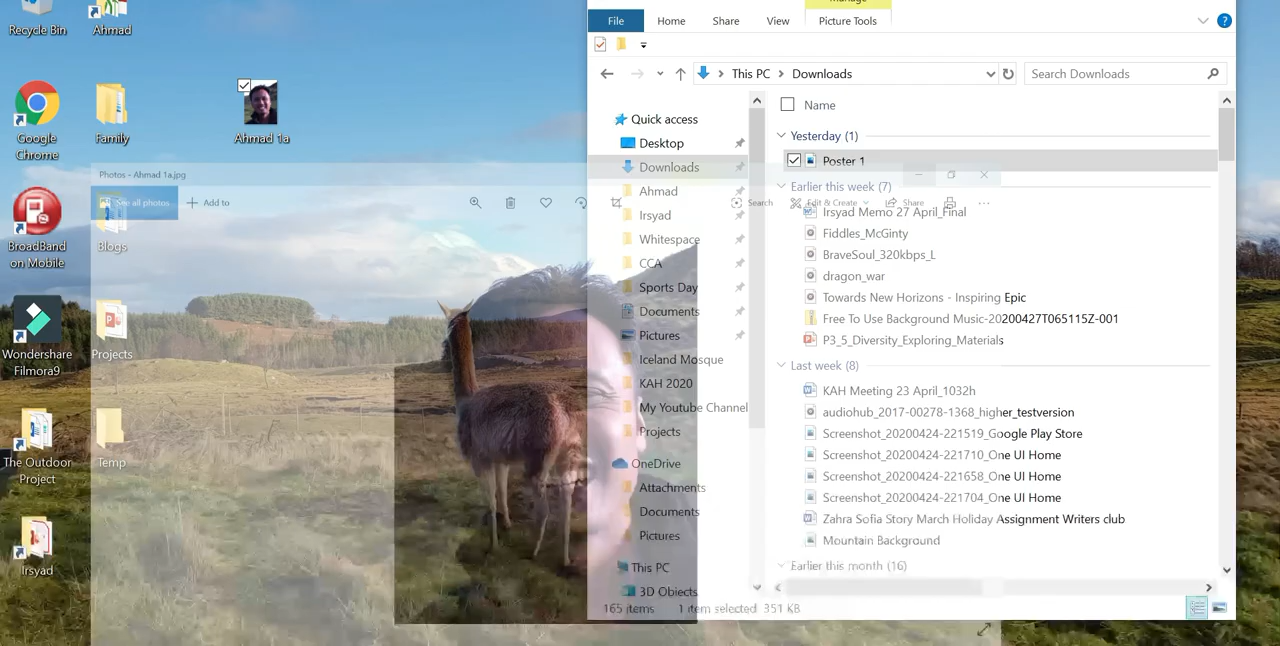 Recycle Bin
Ahmad
Google
Chrome
Family
Ahmad 1a
BroadBand
on Mobile
Blogs
Wondershare
Filmora9
Projects
The Outdoor
Project
Temp
Irsyad
Photos - Ahmad 1a.jpg
See all photos
Add to
Search
Edit & Create
Share
Manage
File
Home
Share
View
Picture Tools
This PC > Downloads
Search Downloads
Quick access
Desktop
Downloads
Ahmad
Irsyad
Whitespace
CCA
Sports Day
Documents
Pictures
Iceland Mosque
KAH 2020
My Youtube Channel
Projects
OneDrive
Attachments
Documents
Pictures
This PC
3D Objects
Name
Yesterday (1)
Poster 1
Earlier this week (7)
Irsyad Memo 27 April_Final
Fiddles_McGinty
BraveSoul_320kbps_L
dragon_war
Towards New Horizons - Inspiring Epic
Free To Use Background Music-20200427T065115Z-001
P3_5_Diversity_Exploring_Materials
Last week (8)
KAH Meeting 23 April_1032h
audiohub_2017-00278-1368_higher_testversion
Screenshot_20200424-221519_Google Play Store
Screenshot_20200424-221710_One UI Home
Screenshot_20200424-221658_One UI Home
Screenshot_20200424-221704_One UI Home
Zahra Sofia Story March Holiday Assignment Writers club
Mountain Background
Earlier this month (16)
165 items 1 item selected 351 KB